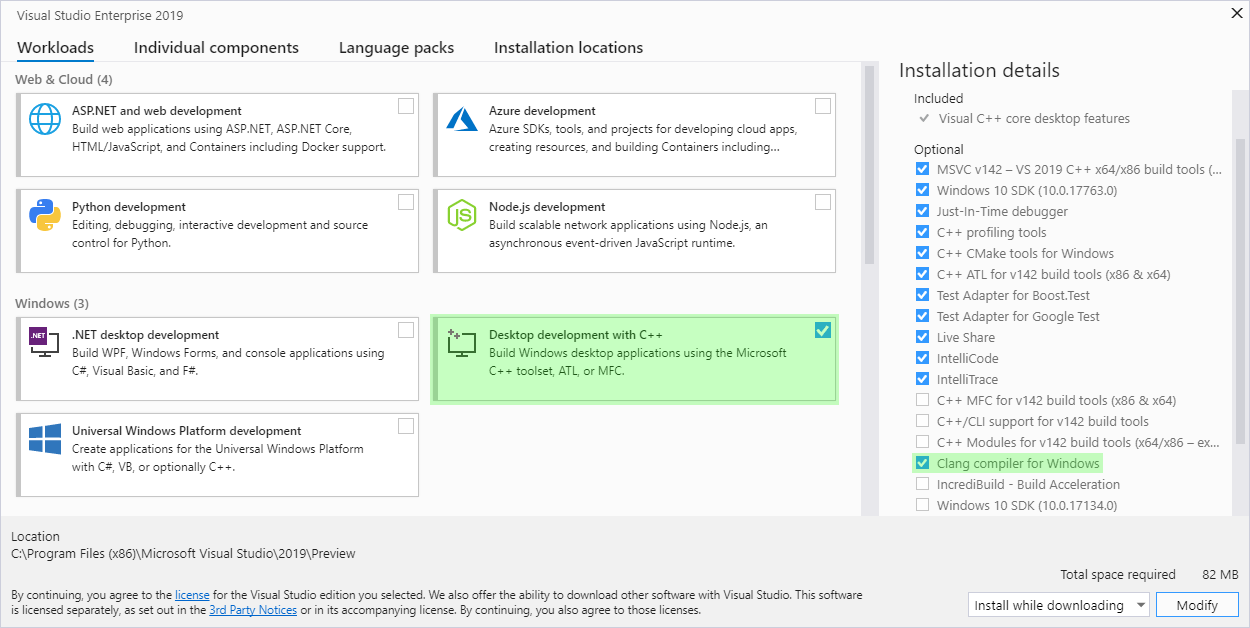 Visual Studio Enterprise 2019
Workloads
Individual components
Language packs
Installation locations
Web & Cloud (4)
ASP.NET and web development
Build web applications using ASP.NET, ASP.NET Core,
HTML/JavaScript, and Containers including Docker support.
Azure development
Azure SDKs, tools, and projects for developing cloud apps,
creating resources, and building Containers including...
Python development
Editing, debugging, interactive development and source
control for Python.
JS
Node.js development
Build scalable network applications using Node.js, an
asynchronous event-driven JavaScript runtime.
Windows (3)
.NET
.NET desktop development
Build WPF, Windows Forms, and console applications using
C#, Visual Basic, and F#.
Desktop development with C++
Build Windows desktop applications using the Microsoft
C++ toolset, ATL, or MFC.
Universal Windows Platform development
Create applications for the Universal Windows Platform
with C#, VB, or optionally C++.
Installation details
Included
Visual C++ core desktop features
Optional
MSVC v142 – VS 2019 C++ x64/x86 build tools (...
Windows 10 SDK (10.0.17763.0)
Just-In-Time debugger
C++ profiling tools
C++ CMake tools for Windows
C++ ATL for v142 build tools (x86 & x64)
Test Adapter for Boost.Test
Test Adapter for Google Test
Live Share
IntelliCode
IntelliTrace
C++ MFC for v142 build tools (x86 & x64)
C++/CLI support for v142 build tools
C++ Modules for v142 build tools (x64/x86 – ex...
Clang compiler for Windows
IncrediBuild - Build Acceleration
Windows 10 SDK (10.0.17134.0)
Location
C:\Program Files (x86)\Microsoft Visual Studio\2019\Preview
Total space required 82 MB
By continuing, you agree to the license for the Visual Studio edition you selected. We also offer the ability to download other software with Visual Studio. This software
is licensed separately, as set out in the 3rd Party Notices or in its accompanying license. By continuing, you also agree to those licenses.
Install while downloading
Modify